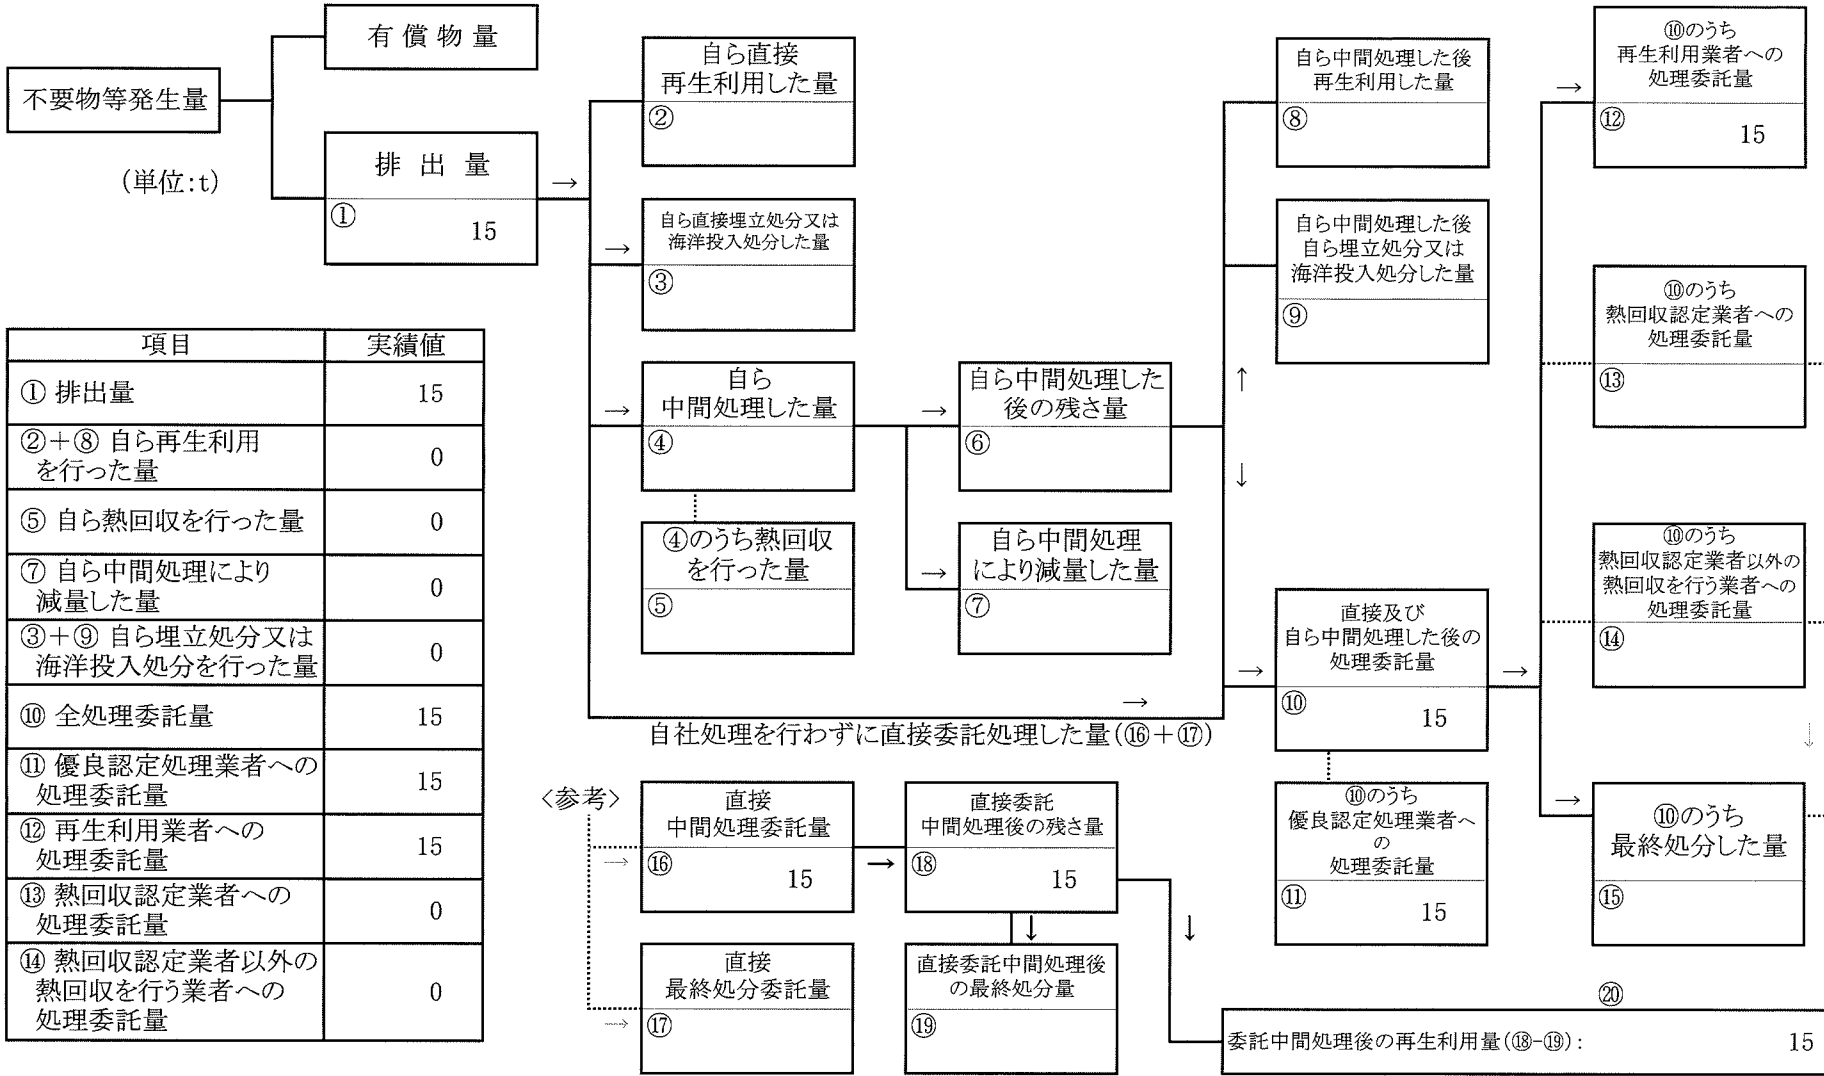 不要物等発生量
(単位:t)
有償物量
排出量
①
15
項目 実績値
① 排出量 15
②+⑧ 自ら再生利用
を行った量 0
⑤ 自ら熱回収を行った量 0
⑦ 自ら中間処理により
減量した量 0
③+⑨ 自ら埋立処分又は
海洋投入処分を行った量 0
⑩ 全処理委託量 15
⑪ 優良認定処理業者への
処理委託量 15
⑫ 再生利用業者への
処理委託量 15
⑬ 熱回収認定業者への
処理委託量 0
⑭ 熱回収認定業者以外の
熱回収を行う業者への
処理委託量 0
→
自ら直接
再生利用した量
②
→
自ら直接埋立処分又は
海洋投入処分した量
③
→
自ら
中間処理した量
④
④のうち熱回収
を行った量
⑤
→
自ら中間処理した
後の残さ量
⑥
→
自ら中間処理
により減量した量
⑦
→
自社処理を行わずに直接委託処理した量(⑯+⑰)
↑
↓
自ら中間処理した後
再生利用した量
⑧
自ら中間処理した後
自ら埋立処分又は
海洋投入処分した量
⑨
→
直接及び
自ら中間処理した後の
処理委託量
⑩
15
⑩のうち
優良認定処理業者へ
の
処理委託量
⑪
15
→
→
⑩のうち
再生利用業者への
処理委託量
⑫
15
⑩のうち
熱回収認定業者への
処理委託量
⑬
⑩のうち
熱回収認定業者以外の
熱回収を行う業者への
処理委託量
⑭
↓
→
⑩のうち
最終処分した量
⑮
〈参考〉
→
直接
中間処理委託量
⑯
15
→
直接
最終処分委託量
⑰
→
直接委託
中間処理後の残さ量
⑱
15
↓
直接委託中間処理後
の最終処分量
⑲
↓
⑳
委託中間処理後の再生利用量(⑱-⑲): 15